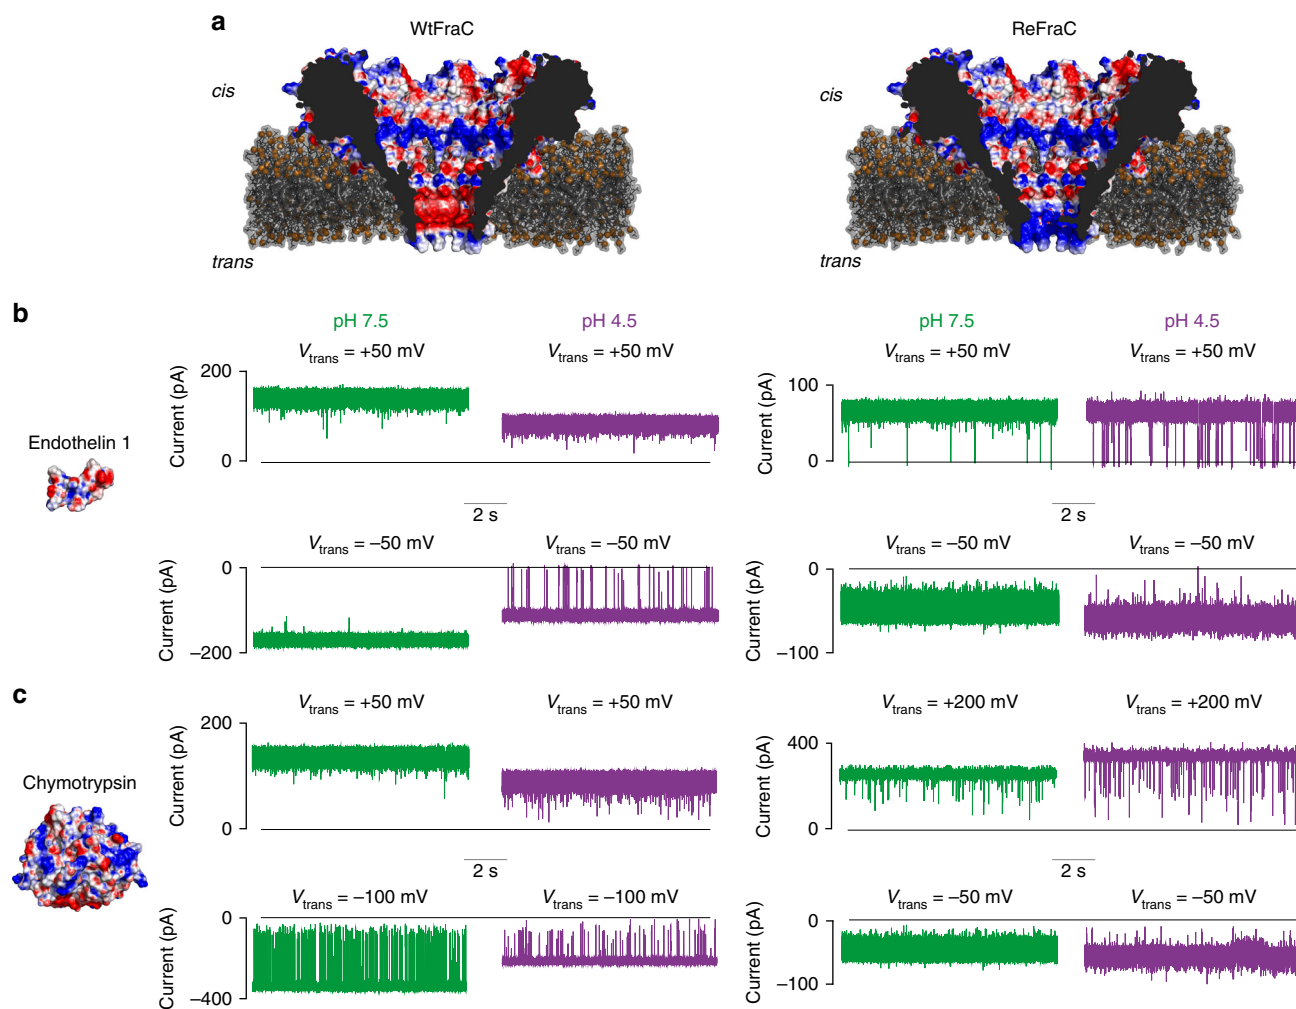 a
WtFraC
ReFraC
cis
cis
trans
trans
b
pH 7.5
pH 4.5
pH 7.5
pH 4.5
Vtrans = +50 mV
Vtrans = +50 mV
Vtrans = +50 mV
Vtrans = +50 mV
Endothelin 1
Current (pA)
200
0
Current (pA)
100
0
2 s
2 s
Vtrans = –50 mV
Vtrans = –50 mV
Vtrans = –50 mV
Vtrans = –50 mV
Current (pA)
0
–200
Current (pA)
0
–100
c
Vtrans = +50 mV
Vtrans = +50 mV
Vtrans = +200 mV
Vtrans = +200 mV
Chymotrypsin
Current (pA)
200
0
Current (pA)
400
0
2 s
2 s
Vtrans = –100 mV
Vtrans = –100 mV
Vtrans = –50 mV
Vtrans = –50 mV
Current (pA)
0
–400
Current (pA)
0
–100